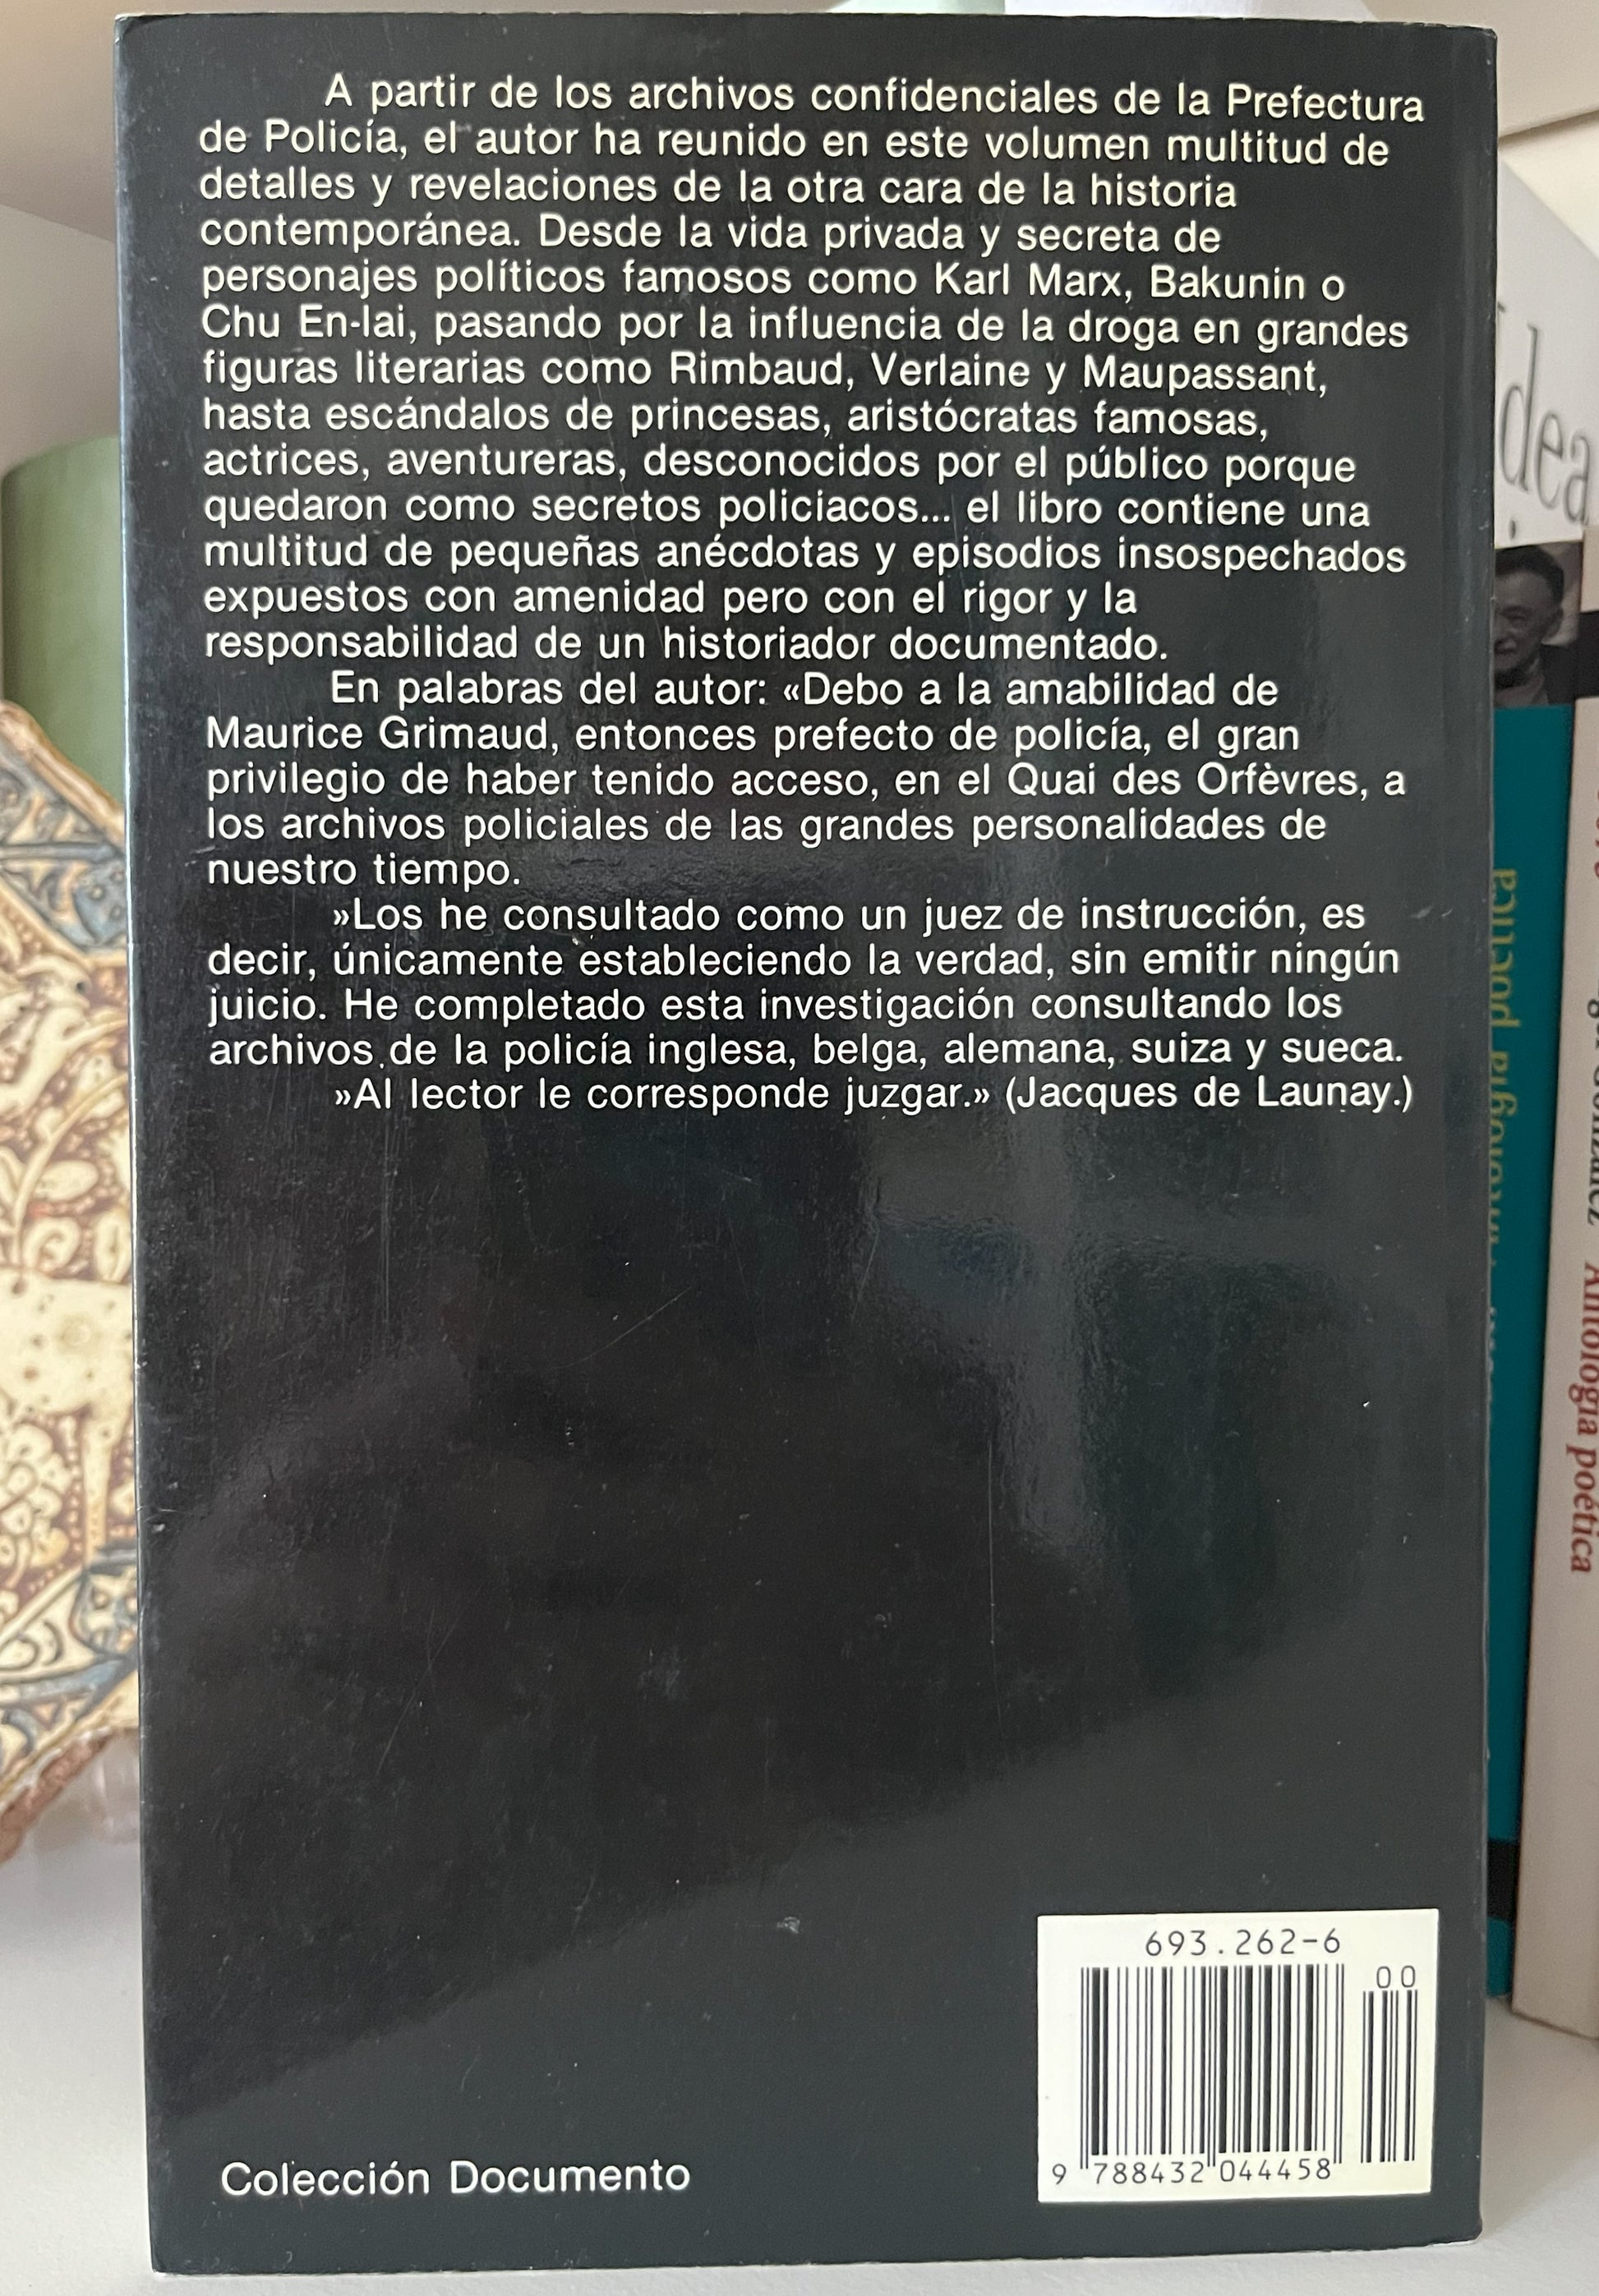 A partir de los archivos confidenciales de la Prefectura
de Policía, el autor ha reunido en este volumen multitud de
detalles y revelaciones de la otra cara de la historia
contemporánea. Desde la vida privada y secreta de
personajes políticos famosos como Karl Marx, Bakunin o
Chu En-lai, pasando por la influencia de la droga en grandes
figuras literarias como Rimbaud, Verlaine y Maupassant,
hasta escándalos de princesas, aristócratas famosas,
actrices, aventureras, desconocidos por el público porque
quedaron como secretos policiacos... el libro contiene una
multitud de pequeñas anécdotas y episodios insospechados
expuestos con amenidad pero con el rigor y la
responsabilidad de un historiador documentado.
En palabras del autor: «Debo a la amabilidad de
Maurice Grimaud, entonces prefecto de policía, el gran
privilegio de haber tenido acceso, en el Quai des Orfèvres, a
los archivos policiales de las grandes personalidades de
nuestro tiempo.
»Los he consultado como un juez de instrucción, es
decir, únicamente estableciendo la verdad, sin emitir ningún
juicio. He completado esta investigación consultando los
archivos de la policía inglesa, belga, alemana, suiza y sueca.
»Al lector le corresponde juzgar.» (Jacques de Launay.)
Colección Documento
693.262-6
00
9 788432 044458
dea
poética
Antología poética